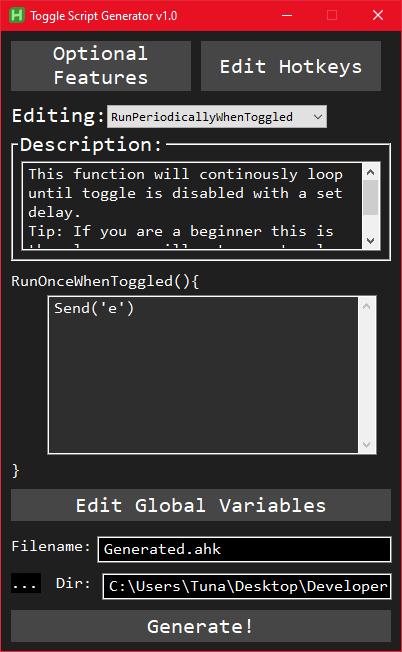 Toggle Script Generator v1.0
Optional
Features
Edit Hotkeys
Editing:
RunPeriodicallyWhenToggled
Description:
This function will continously loop
until toggle is disabled with a set
delay.
Tip: If you are a beginner this is
RunOnceWhenToggled(){
Send('e')
}
Edit Global Variables
Filename: Generated.ahk
... Dir: C:\Users\Tuna\Desktop\Developer
Generate!